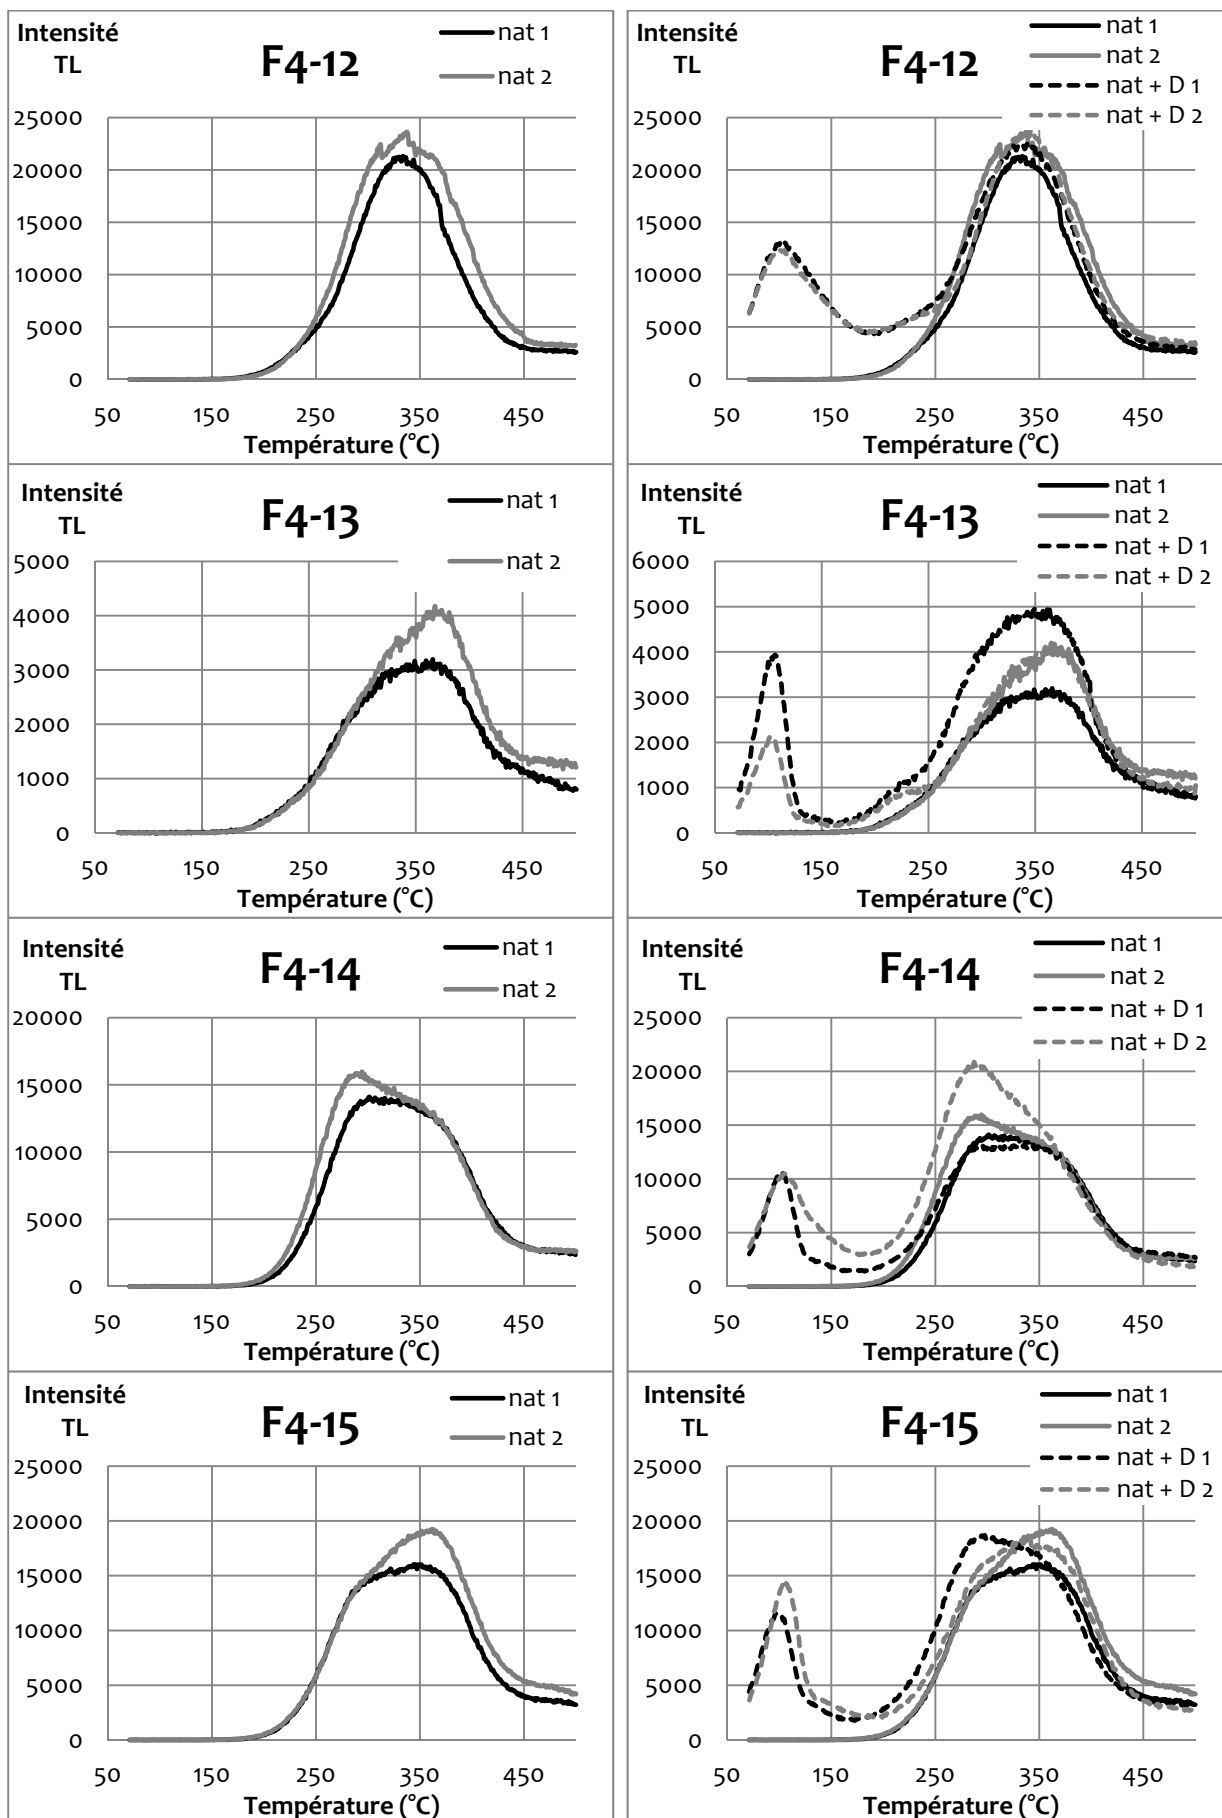 Intensité
TL
F4-12
nat 1
nat 2
25000
20000
15000
10000
5000
0
50 150 250 350 450
Température (°C)
Intensité
TL
F4-12
nat 1
nat 2
nat + D 1
nat + D 2
25000
20000
15000
10000
5000
0
50 150 250 350 450
Température (°C)
Intensité
TL
F4-13
nat 1
nat 2
5000
4000
3000
2000
1000
0
50 150 250 350 450
Température (°C)
Intensité
TL
F4-13
nat 1
nat 2
nat + D 1
nat + D 2
6000
5000
4000
3000
2000
1000
0
50 150 250 350 450
Température (°C)
Intensité
TL
F4-14
nat 1
nat 2
20000
15000
10000
5000
0
50 150 250 350 450
Température (°C)
Intensité
TL
F4-14
nat 1
nat 2
nat + D 1
nat + D 2
25000
20000
15000
10000
5000
0
50 150 250 350 450
Température (°C)
Intensité
TL
F4-15
nat 1
nat 2
25000
20000
15000
10000
5000
0
50 150 250 350 450
Température (°C)
Intensité
TL
F4-15
nat 1
nat 2
nat + D 1
nat + D 2
25000
20000
15000
10000
5000
0
50 150 250 350 450
Température (°C)